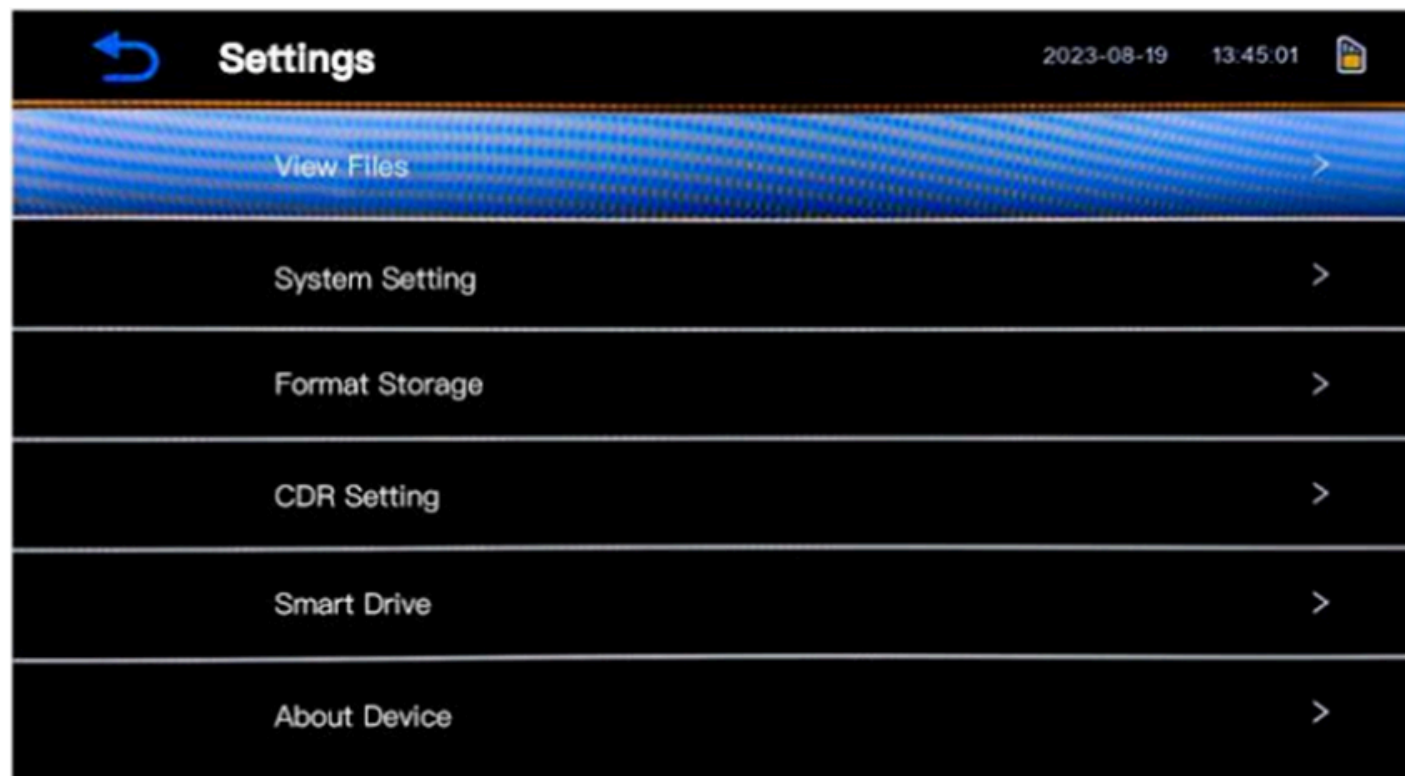 Settings 2023-08-19 13:45:01
View Files
System Setting
Format Storage
CDR Setting
Smart Drive
About Device